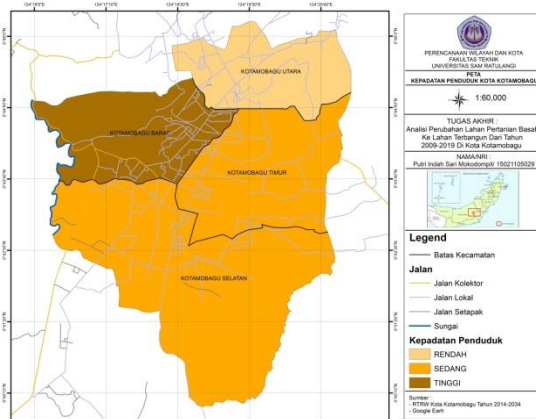 KOTAMOBAGU UTARA
KOTAMOBAGU BARAT
KOTAMOBAGU TIMUR
KOTAMOBAGU SELATAN
PERENCANAAN WILAYAH DAN KOTA
FAKULTAS TEKNIK
UNIVERSITAS SAM RATULANGI
PETA
KEPADATAN PENDUDUK KOTA KOTAMOBAGU
1:60,000
TUGAS AKHIR :
Analisi Perubahan Lahan Pertanian Basah
Ke Lahan Terbangun Dari Tahun
2009-2019 Di Kota Kotamobagu
NAMA/NRI :
Putri Indah Sari Mokodompit/ 15021105029
Legend
Batas Kecamatan
Jalan
Jalan Kolektor
Jalan Lokal
Jalan Setapak
Sungai
Kepadatan Penduduk
RENDAH
SEDANG
TINGGI
Sumber :
- RTRW Kota Kotamobagu Tahun 2014-2034
- Google Earh